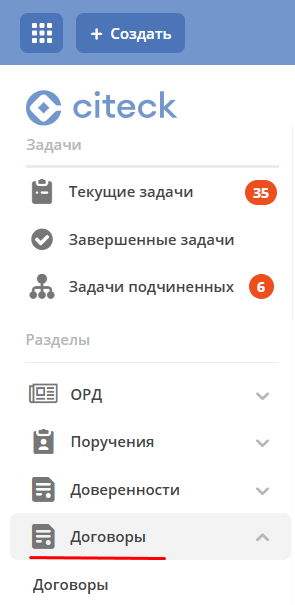 + Создать
citeck
Задачи
Текущие задачи 35
Завершенные задачи
Задачи подчиненных 6
Разделы
ОРД
Поручения
Доверенности
Договоры
Договоры